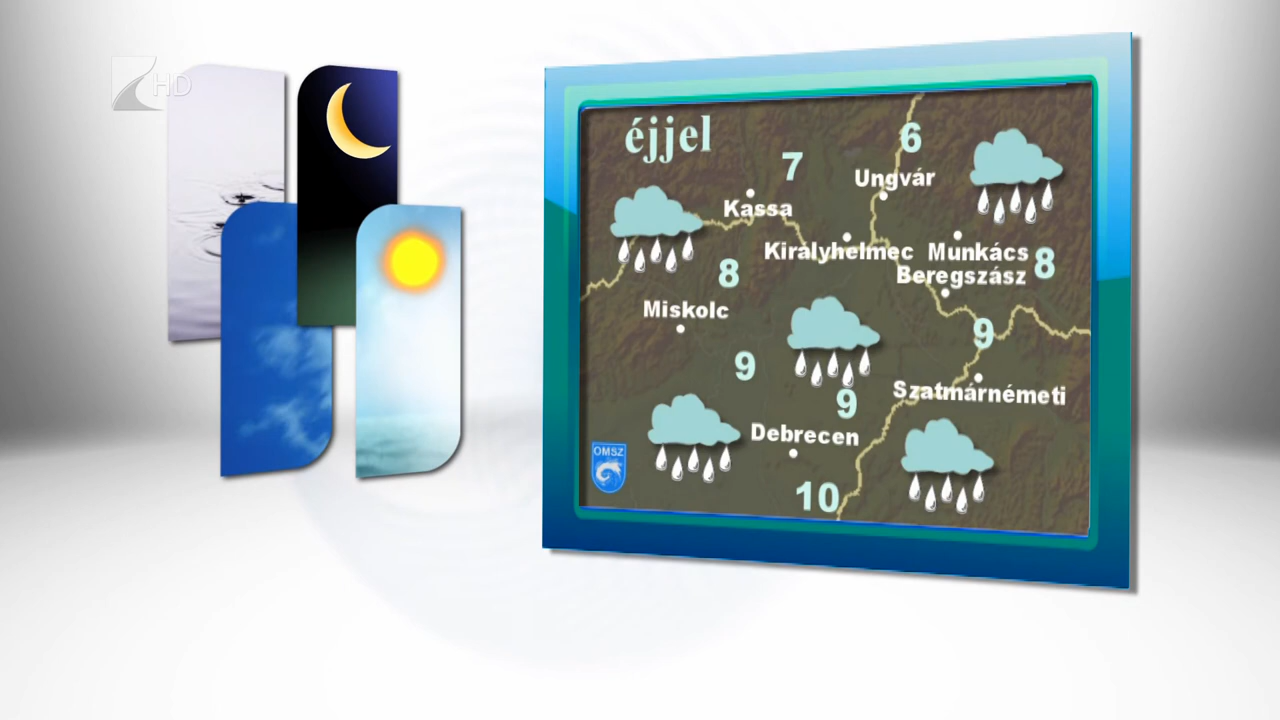 HD
éjjel
6
7
Ungvár
Kassa
Királyhelmec
Munkács
8
Beregszász
8
Miskolc
9
9
9
Szatmárnémeti
Debrecen
OMSZ
10